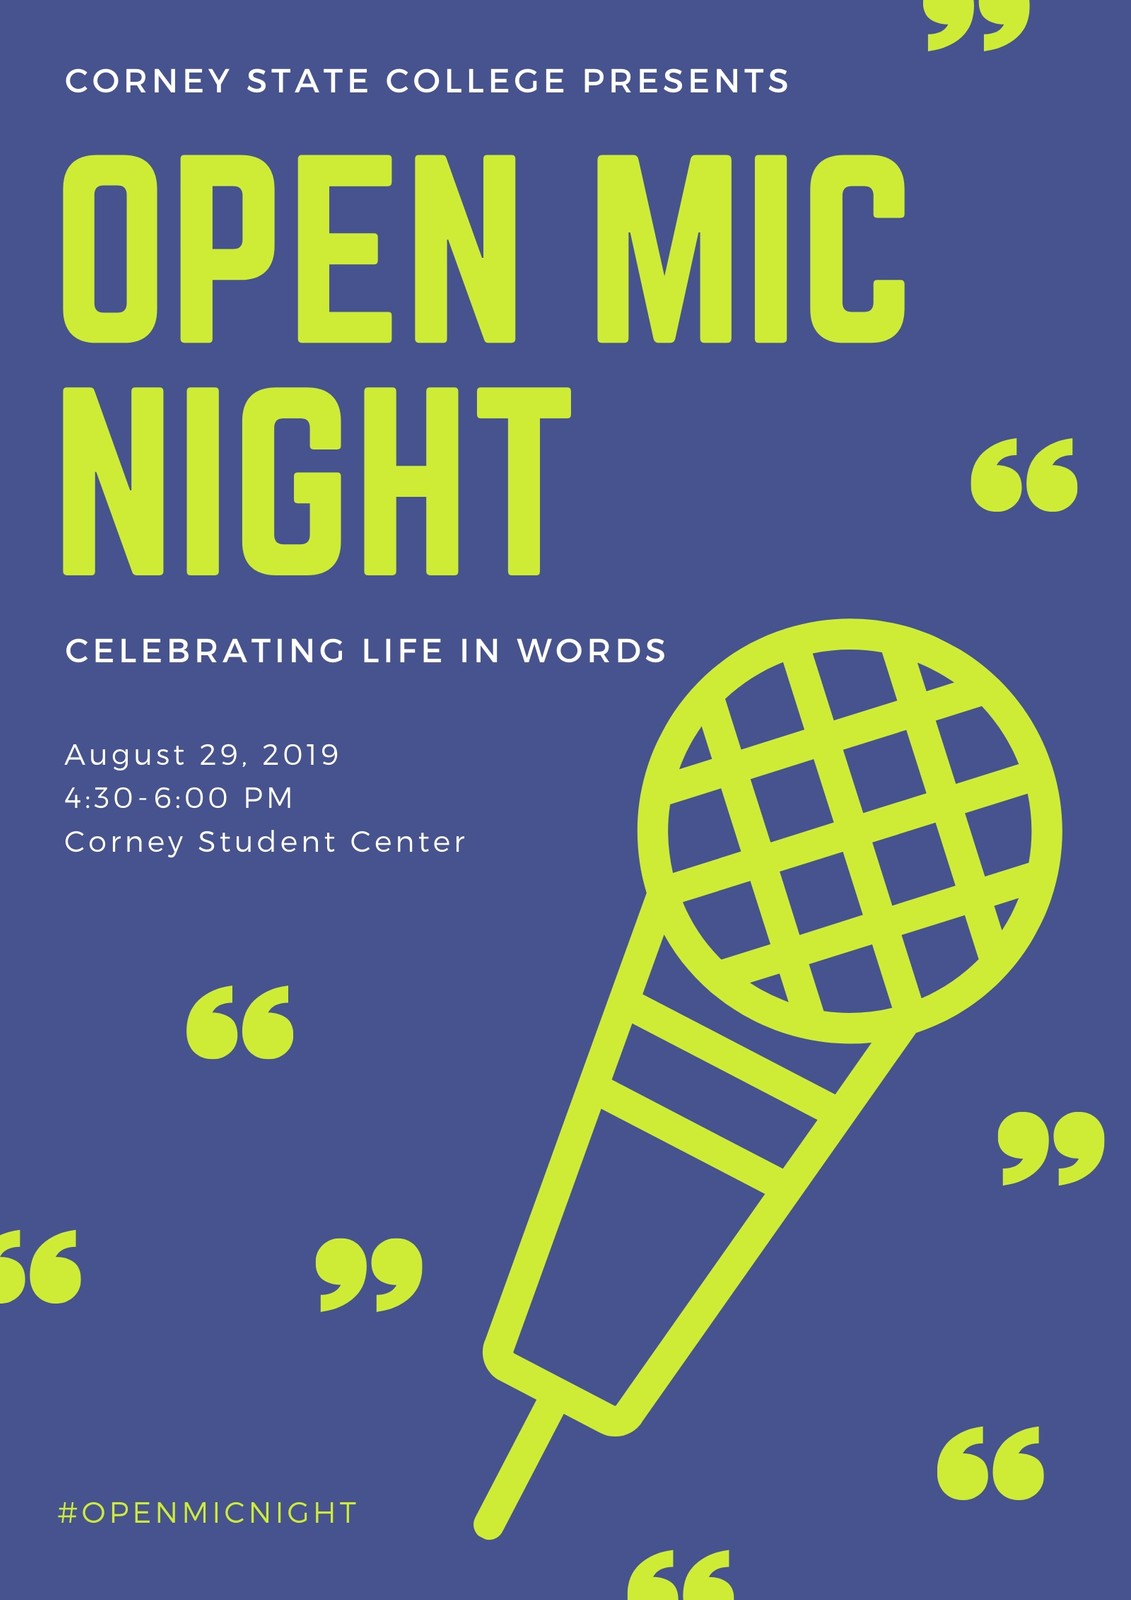 CORNEY STATE COLLEGE PRESENTS
OPEN MIC
NIGHT
CELEBRATING LIFE IN WORDS
August 29, 2019
4:30-6:00 PM
Corney Student Center
#OPENMICNIGHT